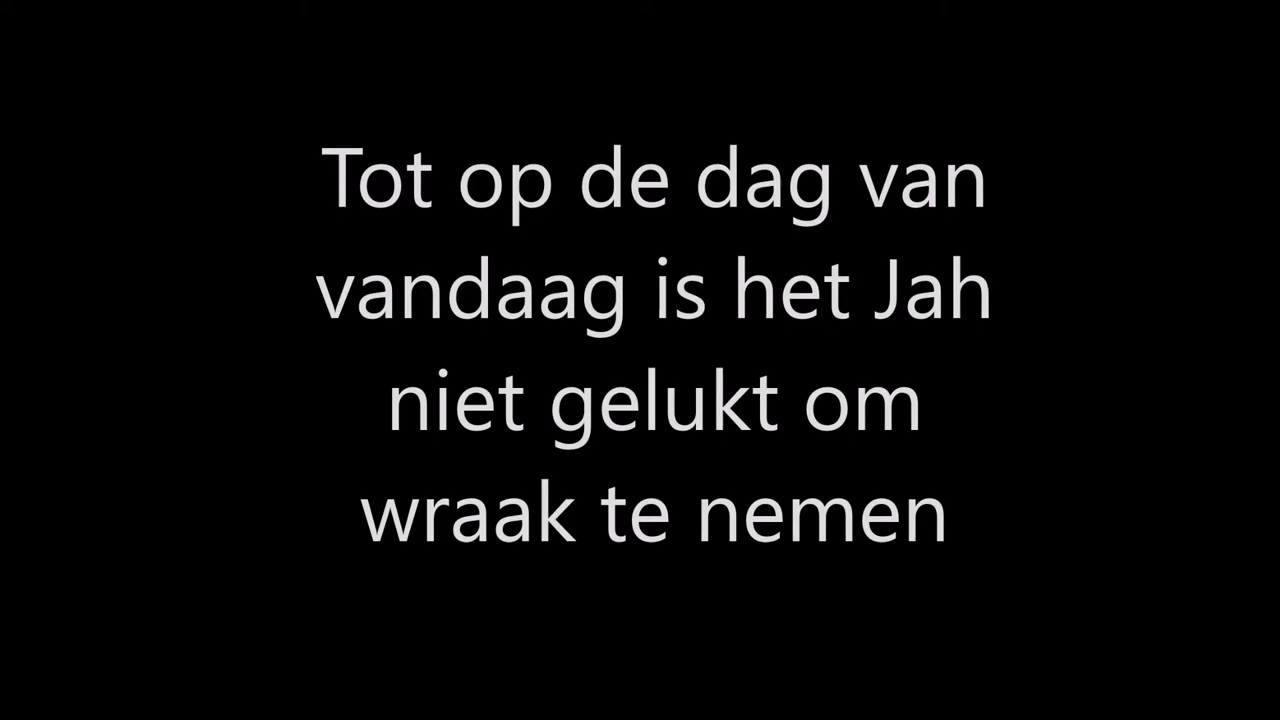 Tot op de dag van
vandaag is het Jah
niet gelukt om
wraak te nemen